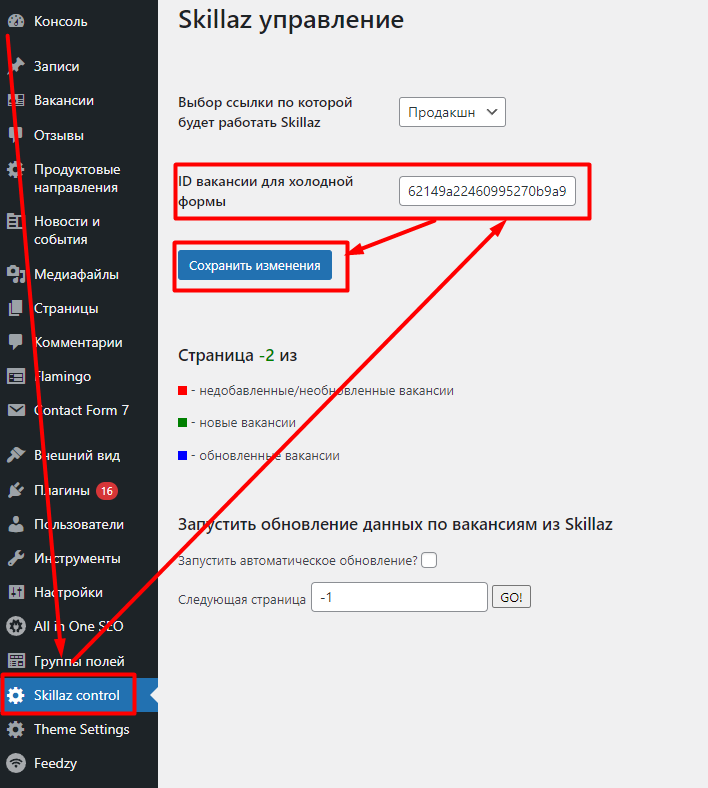 Консоль
Записи
Вакансии
Отзывы
Продуктовые
направления
Новости и
события
Медиафайлы
Страницы
Комментарии
Flamingo
Contact Form 7
Внешний вид
Плагины 16
Пользователи
Инструменты
Настройки
All in One SEO
Группы полей
Skillaz control
Theme Settings
Feedzy
Skillaz управление
Выбор ссылки по которой
будет работать Skillaz
Продакшн
ID вакансии для холодной
формы
62149a22460995270b9a9
Сохранить изменения
Страница -2 из
- недобавленные/необновленные вакансии
- новые вакансии
- обновленные вакансии
Запустить обновление данных по вакансиям из Skillaz
Запустить автоматическое обновление?
Следующая страница -1 GO!